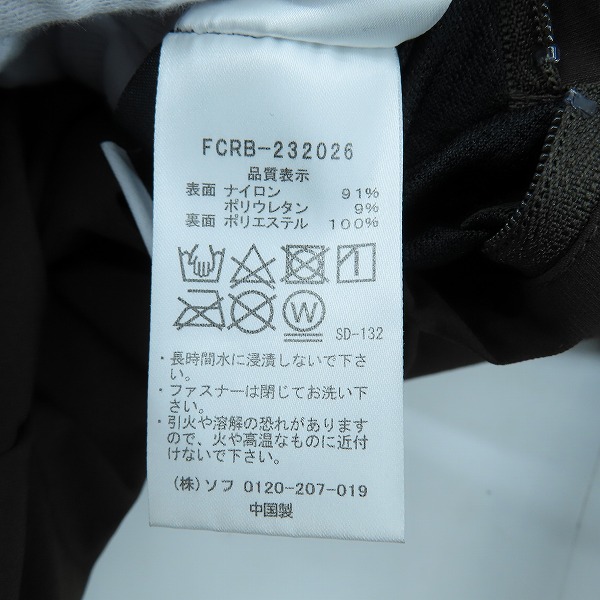 FCRB-232026
品質表示
表面 ナイロン 91%
ポリウレタン 9%
裏面 ポリエステル 100%
W
SD-132
・長時間水に浸漬しないで下さ
い。
・ファスナーは閉じてお洗い下
さい。
・引火や溶解の恐れがあります
ので、火や高温なものに近付
けないで下さい。
(株)ソフ 0120-207-019
中国製